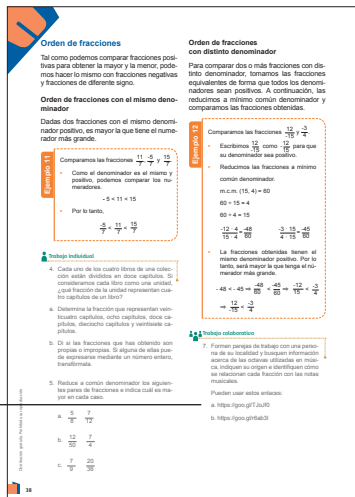 Orden de fracciones
Tal como podemos comparar fracciones posi-
tivas para obtener la mayor y la menor, pode-
mos hacer lo mismo con fracciones negativas
y fracciones de diferente signo.
Orden de fracciones con el mismo deno-
minador
Dadas dos fracciones con el mismo denomi-
nador positivo, es mayor la que tiene el nume-
rador más grande.
Ejemplo 11
Comparamos las fracciones 11/7, -5/7 y 15/7
• Como el denominador es el mismo y
positivo, podemos comparar los nu-
meradores.
- 5 < 11 < 15
• Por lo tanto,
-5/7 < 11/7 < 15/7
Trabajo individual
4. Cada uno de los cuatro libros de una colec-
ción están divididos en doce capítulos. Si
consideramos cada libro como una unidad,
¿qué fracción de la unidad representan cua-
tro capítulos de un libro?
a. Determina la fracción que representan vein-
ticuatro capítulos, ocho capítulos, doce ca-
pítulos, dieciocho capítulos y veintisiete ca-
pítulos.
b. Di si las fracciones que has obtenido son
propias o impropias. Si alguna de ellas pue-
de expresarse mediante un número entero,
transfórmala.
5. Reduce a común denominador los siguien-
tes pares de fracciones e indica cuál es ma-
yor en cada caso.
a. 5/8 7/12
b. 12/50 7/4
c. 7/9 20/36
Orden de fracciones
con distinto denominador
Para comparar dos o más fracciones con dis-
tinto denominador, tomamos las fracciones
equivalentes de forma que todos los denomi-
nadores sean positivos. A continuación, las
reducimos a mínimo común denominador y
comparamos las fracciones obtenidas.
Ejemplo 12
Comparamos las fracciones 12/-15 y -3/4.
• Escribimos 12/-15 como -12/15 para que
su denominador sea positivo.
• Reducimos las fracciones a mínimo
común denominador.
m.c.m. (15, 4) = 60
60 ÷ 15 = 4
60 ÷ 4 = 15
-12 · 4/15 · 4 = -48/60 -3 · 15/4 · 15 = -45/60
• La fracciones obtenidas tienen el
mismo denominador positivo. Por lo
tanto, será mayor la que tenga el nú-
merador más grande.
- 48 < - 45 ⇒ -48/60 < -45/60 ⇒ -12/15 < -3/4
⇒ 12/-15 < -3/4
Trabajo colaborativo
7. Formen parejas de trabajo con una perso-
na de su localidad y busquen información
acerca de las octavas utilizadas en músi-
ca, indiquen su origen e identifiquen cómo
se relacionan cada fracción con las notas
musicales.
Pueden usar estos enlaces:
38